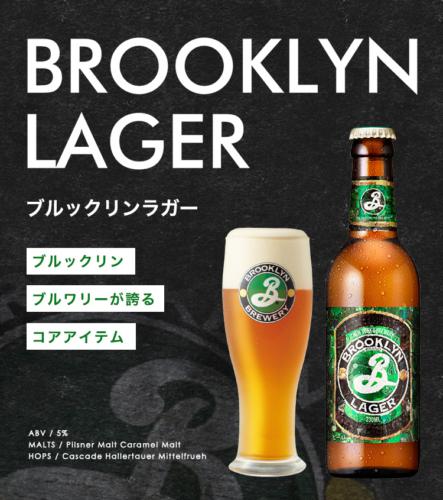 BROOKLYN
LAGER
ブルックリンラガー
ブルックリン
ブルワリーが誇る
コアアイテム
BROOKLYN
BREWERY
BROOKLYN
LAGER
330ML
ABV / 5%
MALTS / Pilsner Malt Caramel Malt
HOPS / Cascade Hallertauer Mittelfrueh